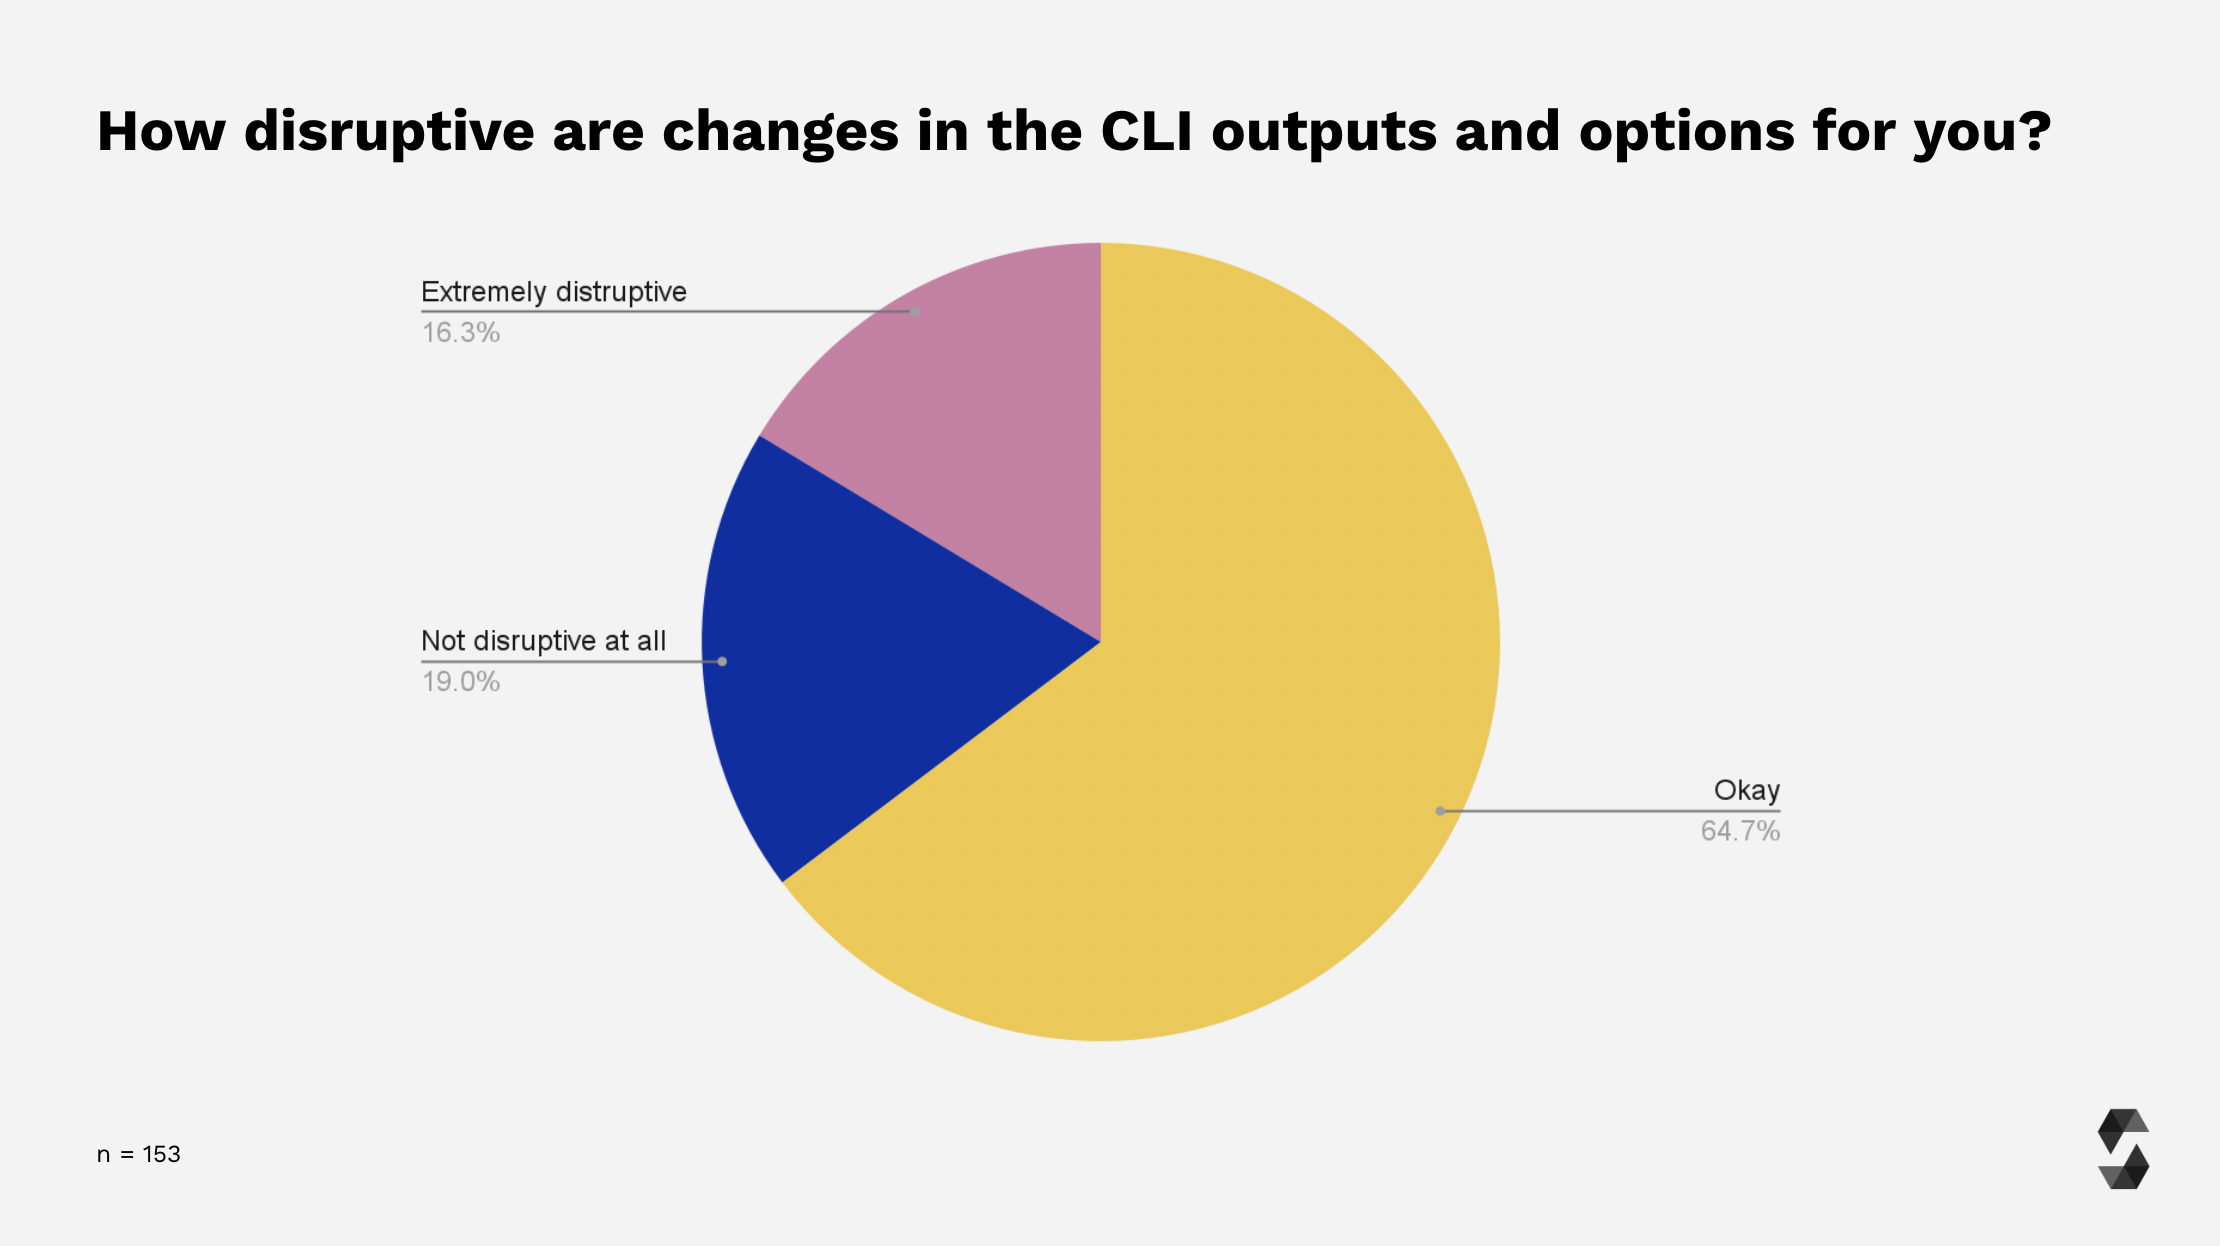 How disruptive are changes in the CLI outputs and options for you?
Extremely distruptive
16.3%
Not disruptive at all
19.0%
Okay
64.7%
n = 153